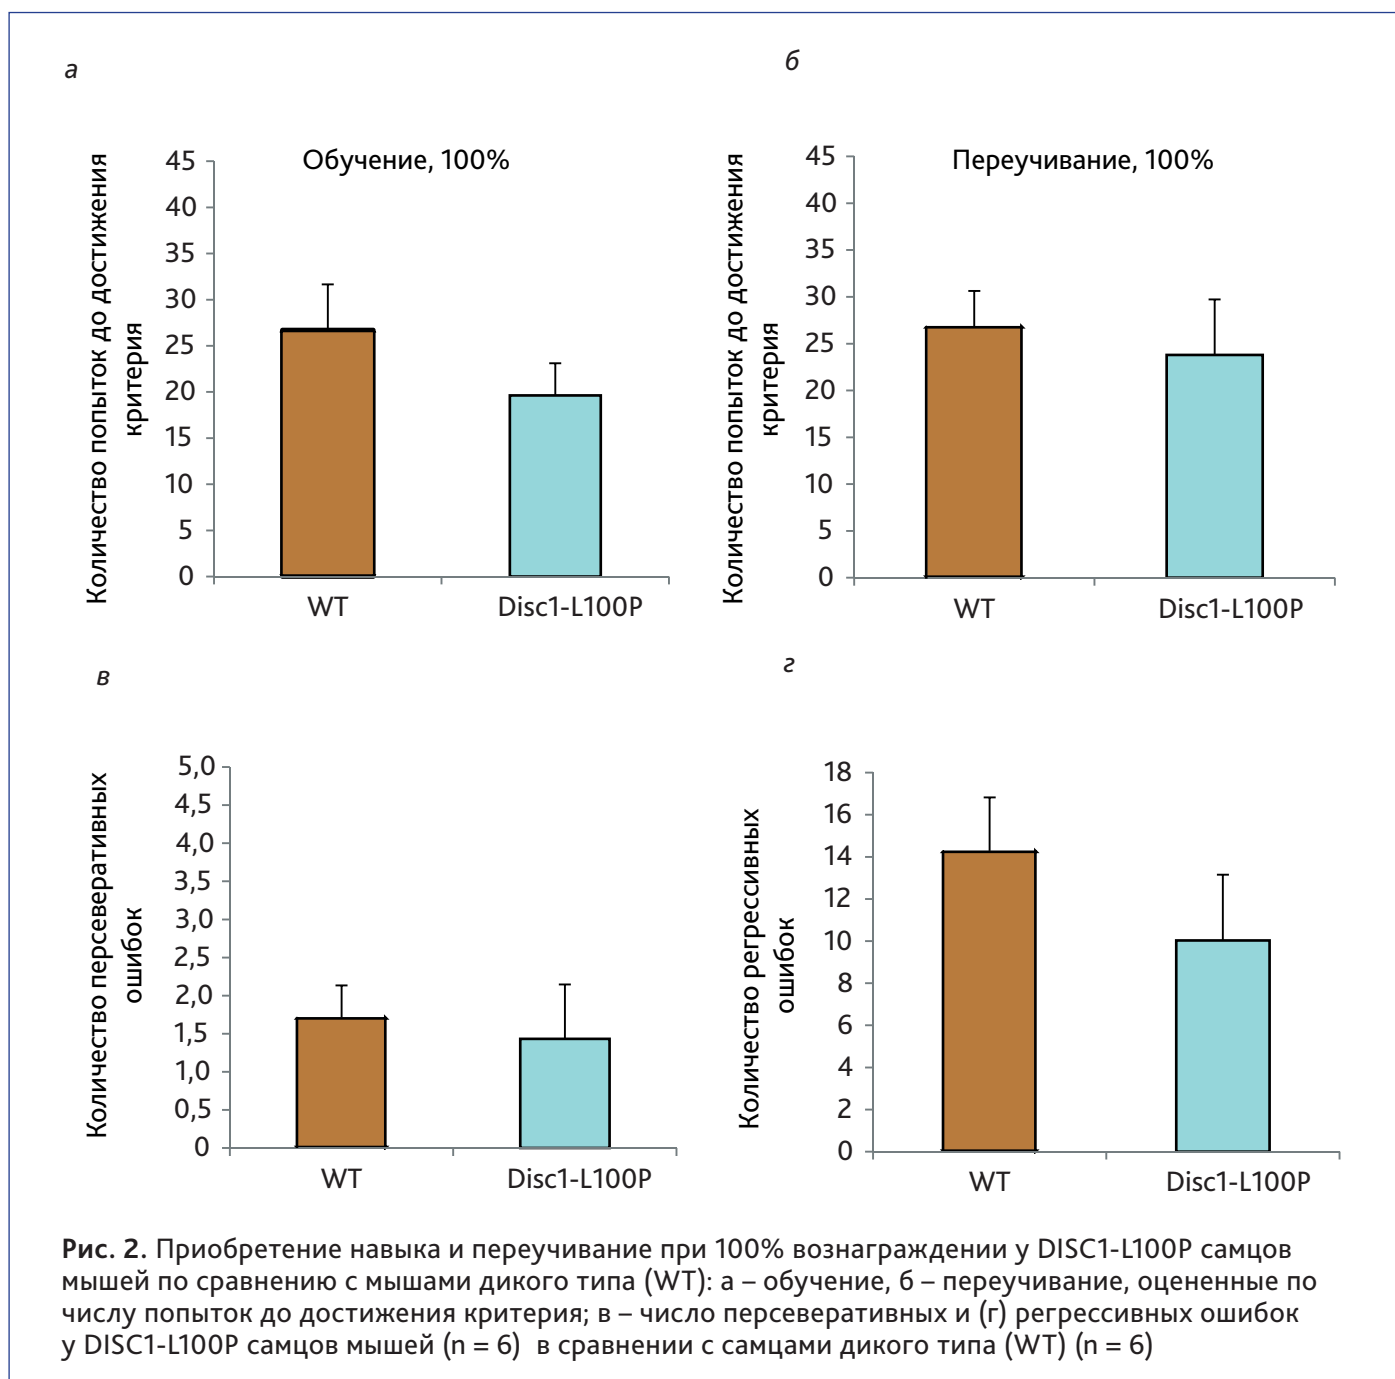 а
Обучение, 100%
Количество попыток до достижения
критерия
45
40
35
30
25
20
15
10
5
0
WT
Disc1-L100P
б
Переучивание, 100%
Количество попыток до достижения
критерия
45
40
35
30
25
20
15
10
5
0
WT
Disc1-L100P
в
Количество персеверативных
ошибок
5,0
4,5
4,0
3,5
3,0
2,5
2,0
1,5
1,0
0,5
0
WT
Disc1-L100P
г
Количество регрессивных
ошибок
18
16
14
12
10
8
6
4
2
0
WT
Disc1-L100P
Рис. 2. Приобретение навыка и переучивание при 100% вознаграждении у DISC1-L100P самцов
мышей по сравнению с мышами дикого типа (WT): а – обучение, б – переучивание, оцененные по
числу попыток до достижения критерия; в – число персеверативных и (г) регрессивных ошибок
у DISC1-L100P самцов мышей (n = 6) в сравнении с самцами дикого типа (WT) (n = 6)